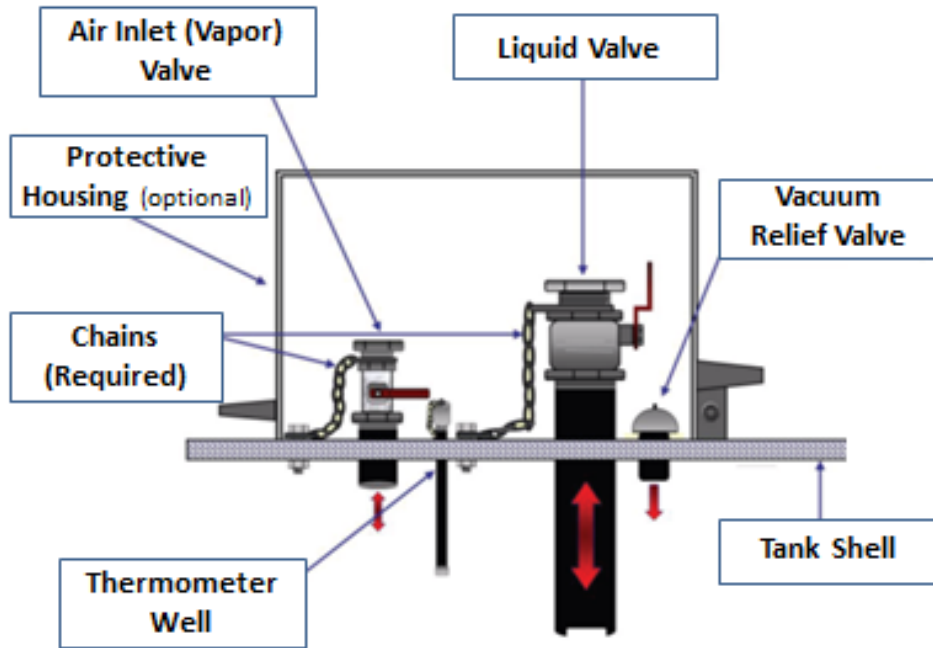 Air Inlet (Vapor)
Valve
Liquid Valve
Protective
Housing (optional)
Vacuum
Relief Valve
Chains
(Required)
Thermometer
Well
Tank Shell